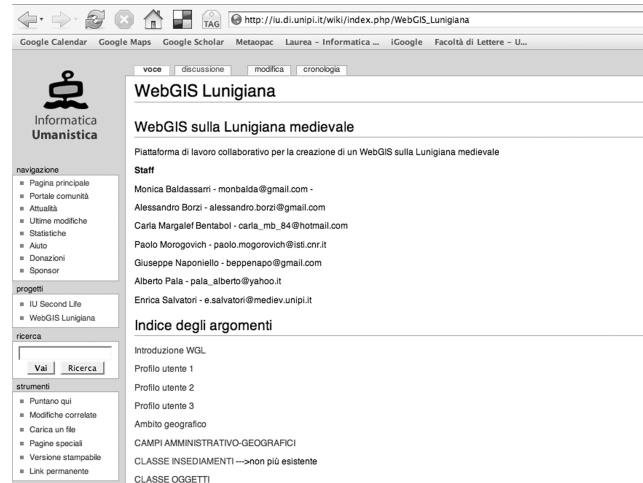 TAG
http://iu.di.unipi.it/wiki/index.php/WebGIS_Lunigiana
Google Calendar Google Maps Google Scholar Metaopac Laurea – Informatica ... iGoogle Facoltà di Lettere – U...
voce discussione modifica cronologia
Informatica
Umanistica
navigazione
Pagina principale
Portale comunità
Attualità
Ultime modifiche
Statistiche
Aiuto
Donazioni
Sponsor
progetti
IU Second Life
WebGIS Lunigiana
ricerca
Vai Ricerca
strumenti
Puntano qui
Modifiche correlate
Carica un file
Pagine speciali
Versione stampabile
Link permanente
WebGIS Lunigiana
WebGIS sulla Lunigiana medievale
Piattaforma di lavoro collaborativo per la creazione di un WebGIS sulla Lunigiana medievale
Staff
Monica Baldassarri - monbalda@gmail.com -
Alessandro Borzi - alessandro.borzi@gmail.com
Carla Margalef Bentabol - carla_mb_84@hotmail.com
Paolo Morogovich - paolo.mogorovich@isti.cnr.it
Giuseppe Naponiello - beppenapo@gmail.com
Alberto Pala - pala_alberto@yahoo.it
Enrica Salvatori - e.salvatori@mediev.unipi.it
Indice degli argomenti
Introduzione WGL
Profilo utente 1
Profilo utente 2
Profilo utente 3
Ambito geografico
CAMPI AMMINISTRATIVO-GEOGRAFICI
CLASSE INSEDIAMENTI --->non più esistente
CLASSE OGGETTI